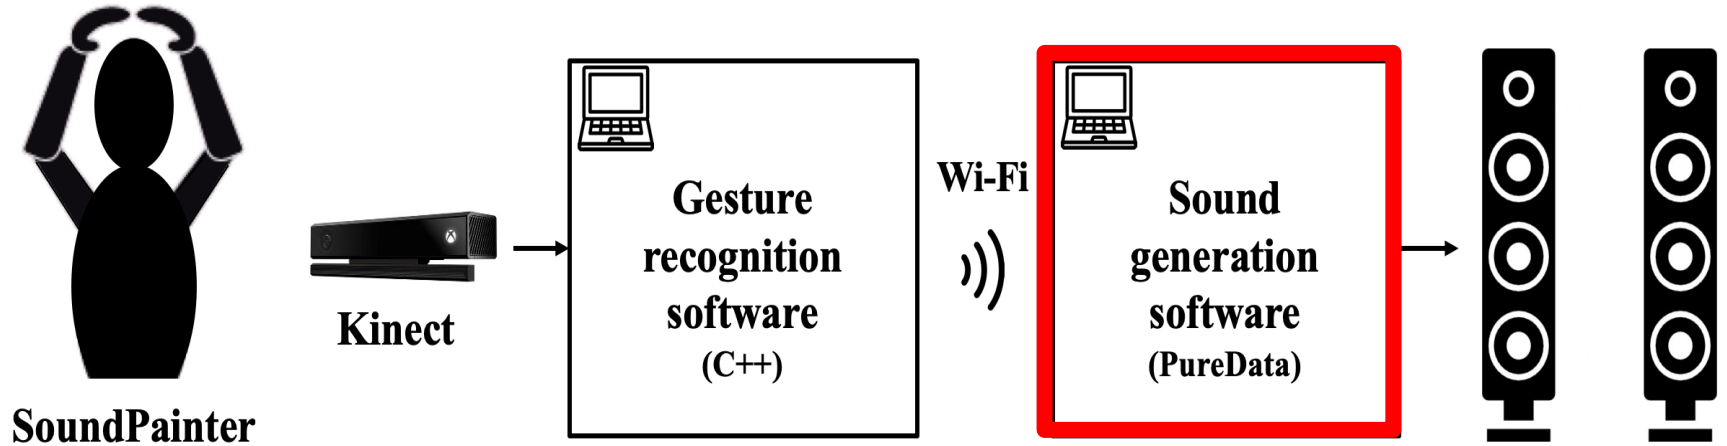 SoundPainter
Kinect
Gesture
recognition
software
(C++)
Wi-Fi
Sound
generation
software
(PureData)